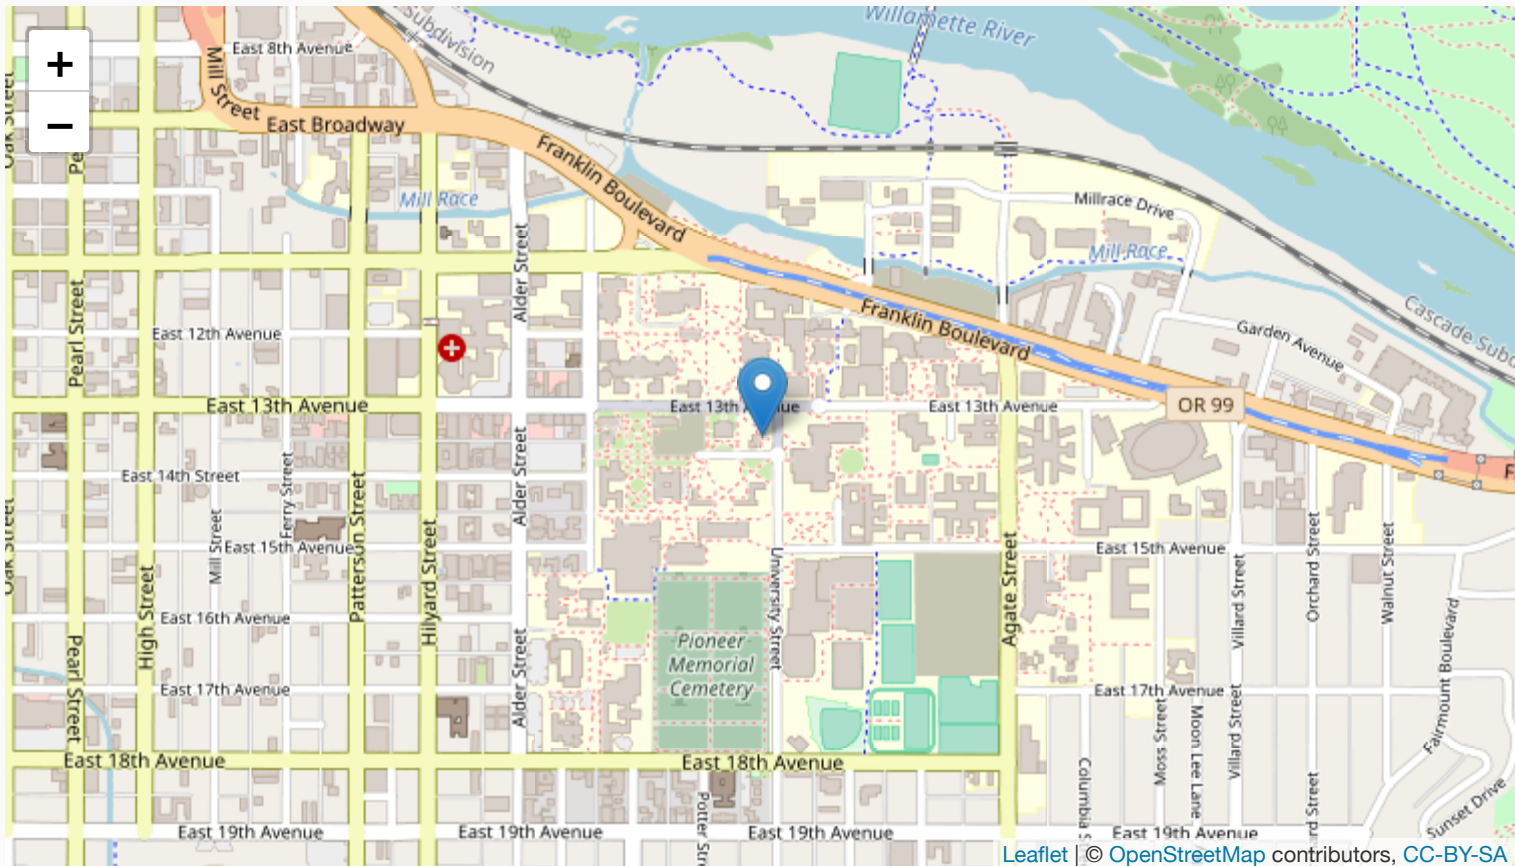 Willamette River
Subdivision
East 8th Avenue
+
−
Mill Street
Oak Street
East Broadway
Franklin Boulevard
Mill Race
Millrace Drive
Mill Race
Alder Street
Pearl Street
Franklin Boulevard
Cascade Subd
Garden Avenue
East 12th Avenue
East 13th Avenue
East 13th Avenue
East 13th Avenue
OR 99
Alder Street
East 14th Street
Ferry Street
Patterson Street
Oak Street
Mill Street
East 15th Avenue
Hilyard Street
High Street
University Street
Agate Street
East 15th Avenue
Orchard Street
Walnut Street
Villard Street
Fairmount Boulevard
East 16th Avenue
Pioneer
Memorial
Cemetery
Alder Street
Pearl Street
East 17th Avenue
East 17th Avenue
Moss Street
Moon Lee Lane
Villard Street
East 18th Avenue
East 18th Avenue
Columbia S
Potter Stre
ard Street
Sunset Drive
East 19th Avenue
East 19th Avenue
East 19th Avenue
East 19th Avenue
Leaflet | © OpenStreetMap contributors, CC-BY-SA